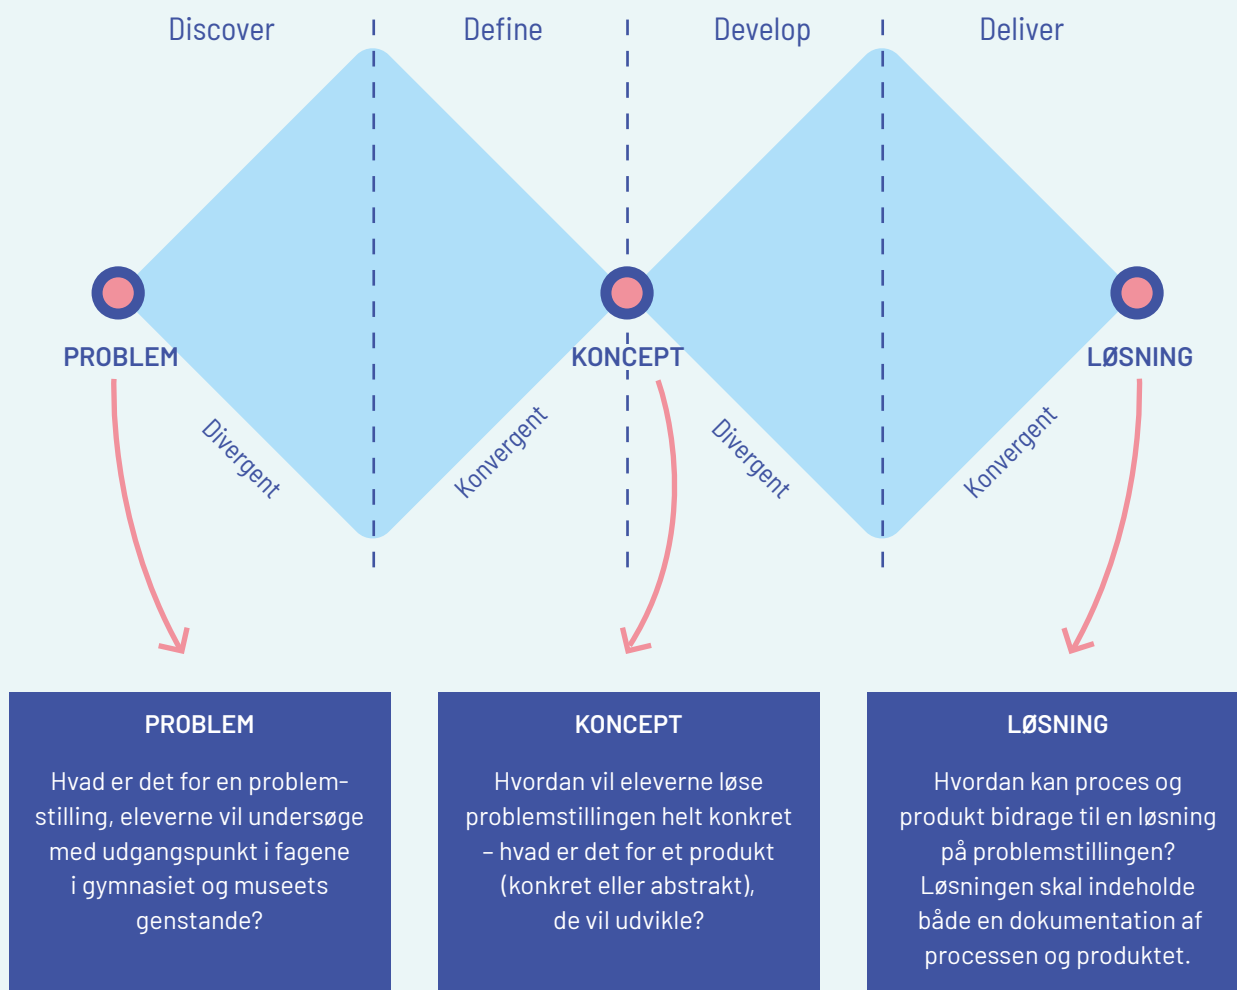 Discover
Define
Develop
Deliver
PROBLEM
KONCEPT
LØSNING
Divergent
Konvergent
Divergent
Konvergent
PROBLEM
Hvad er det for en problem-
stilling, eleverne vil undersøge
med udgangspunkt i fagene
i gymnasiet og museets
genstande?
KONCEPT
Hvordan vil eleverne løse
problemstillingen helt konkret
– hvad er det for et produkt
(konkret eller abstrakt),
de vil udvikle?
LØSNING
Hvordan kan proces og
produkt bidrage til en løsning
på problemstillingen?
Løsningen skal indeholde
både en dokumentation af
processen og produktet.